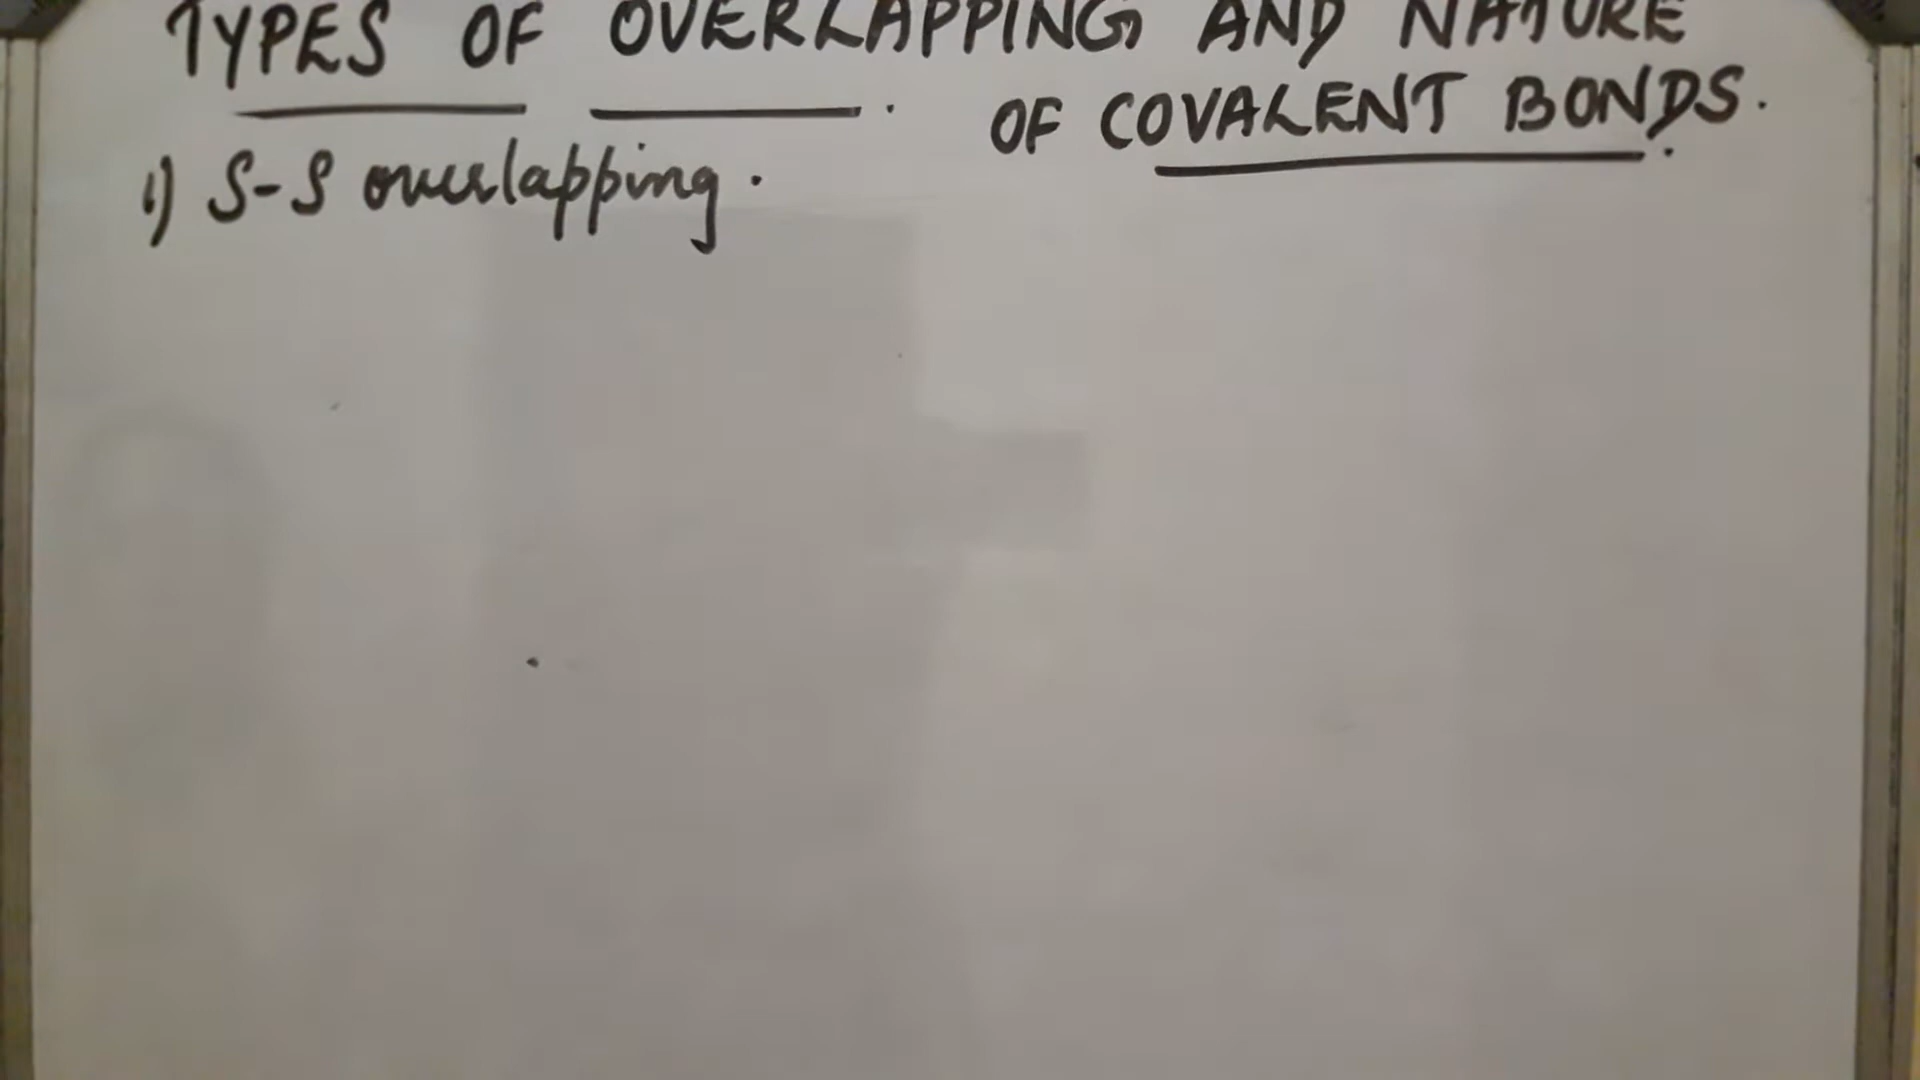 TYPES OF OVERLAPPING AND NATURE
OF COVALENT BONDS.
1) S-S overlapping.